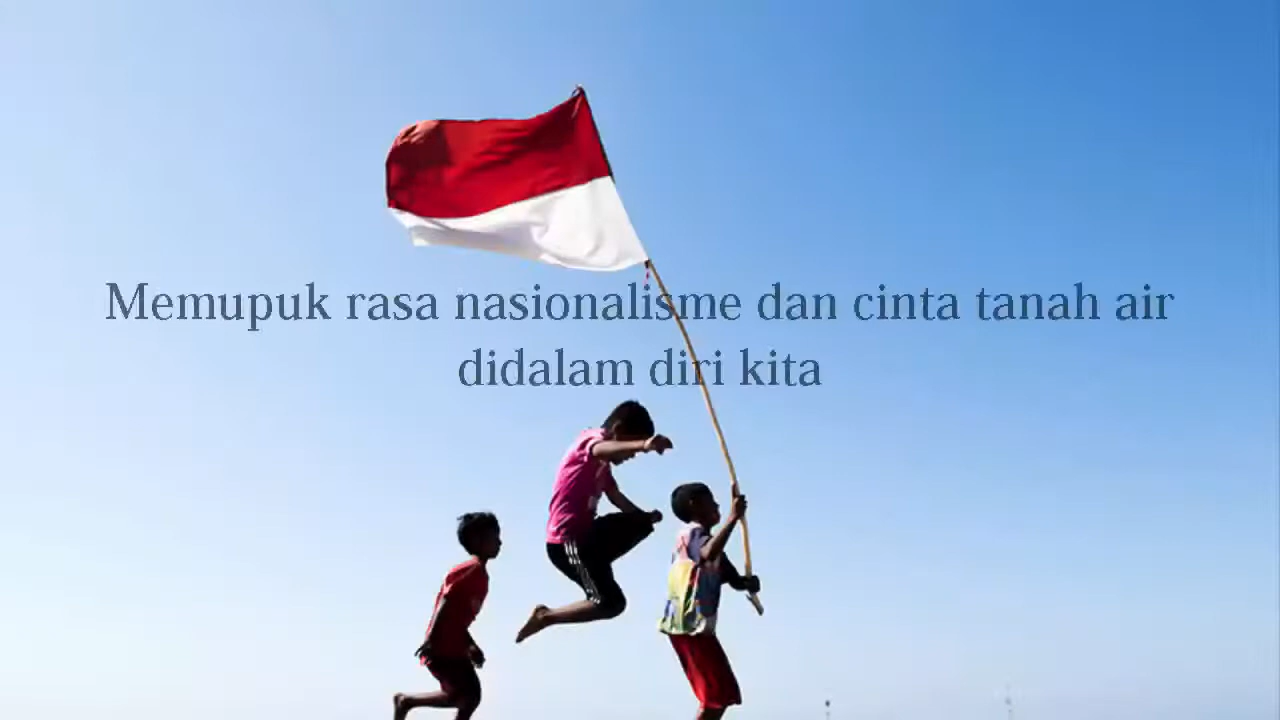 Memupuk rasa nasionalisme dan cinta tanah air
didalam diri kita